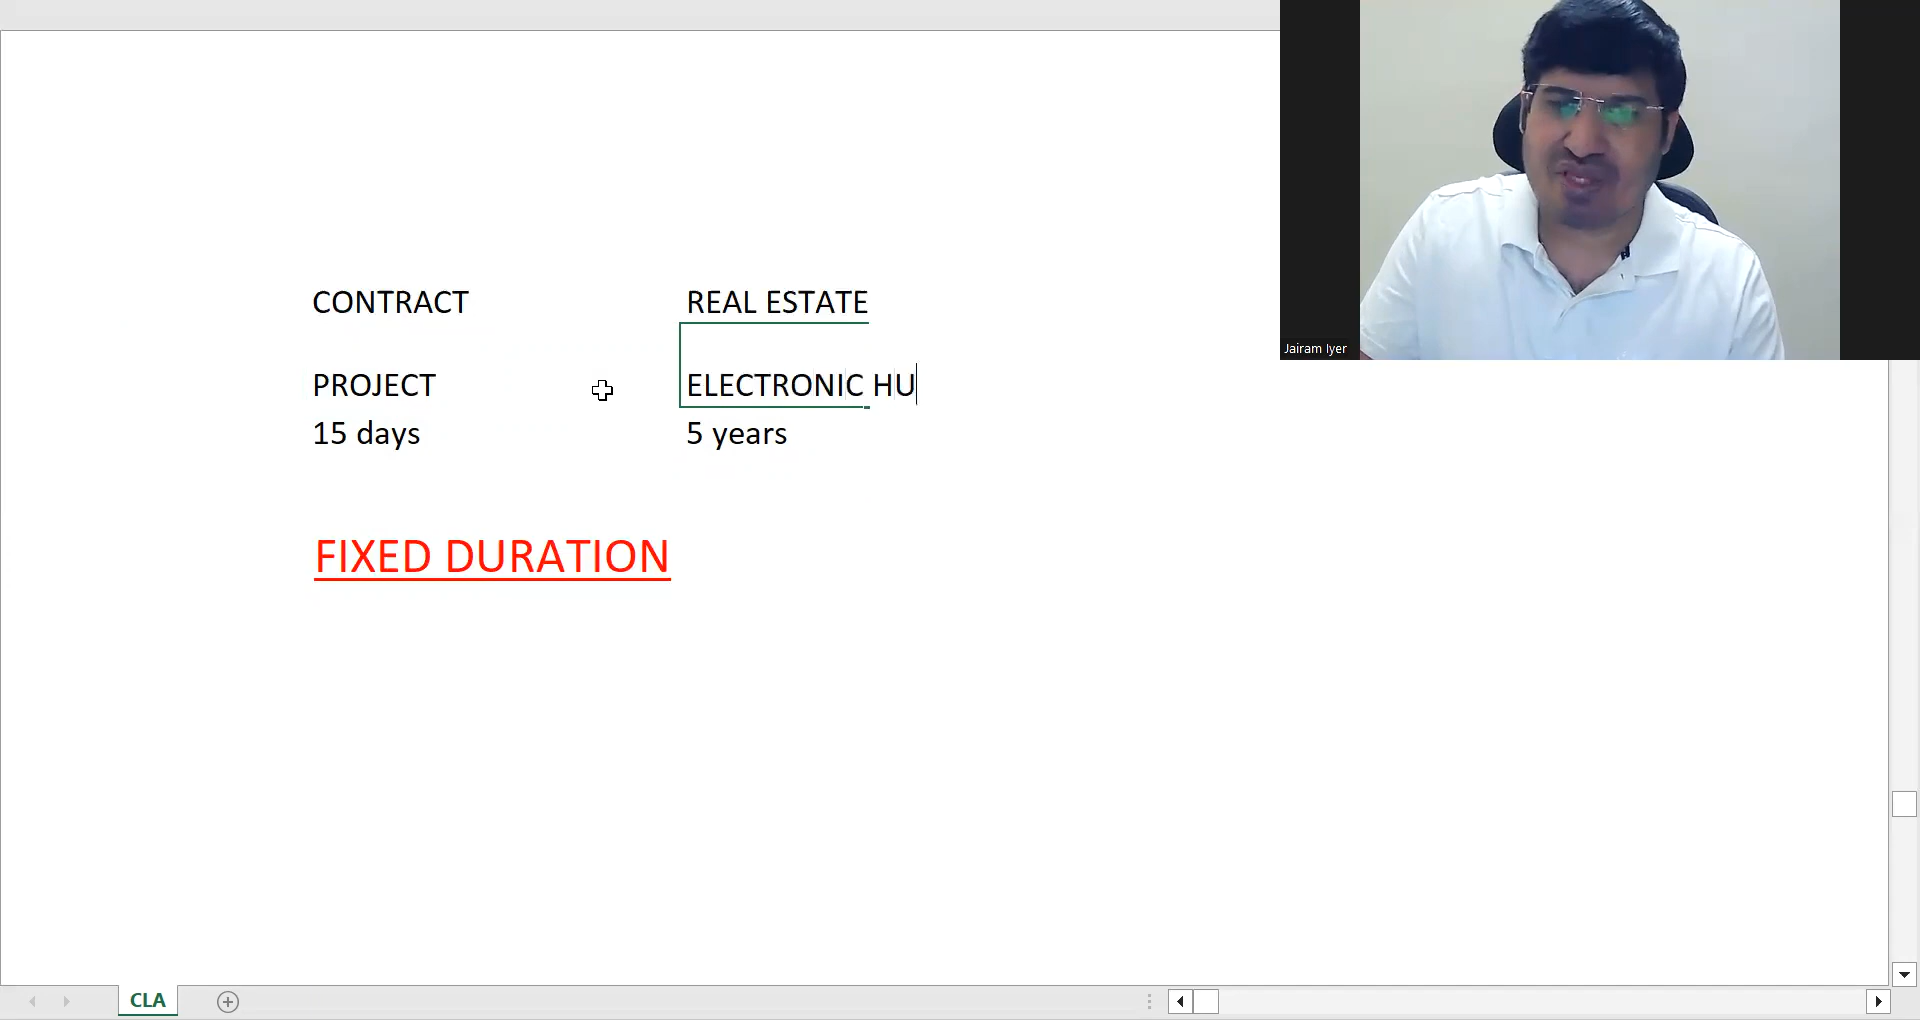 CONTRACT REAL ESTATE
PROJECT ELECTRONIC HU
15 days 5 years
FIXED DURATION
Jairam Iyer
CLA